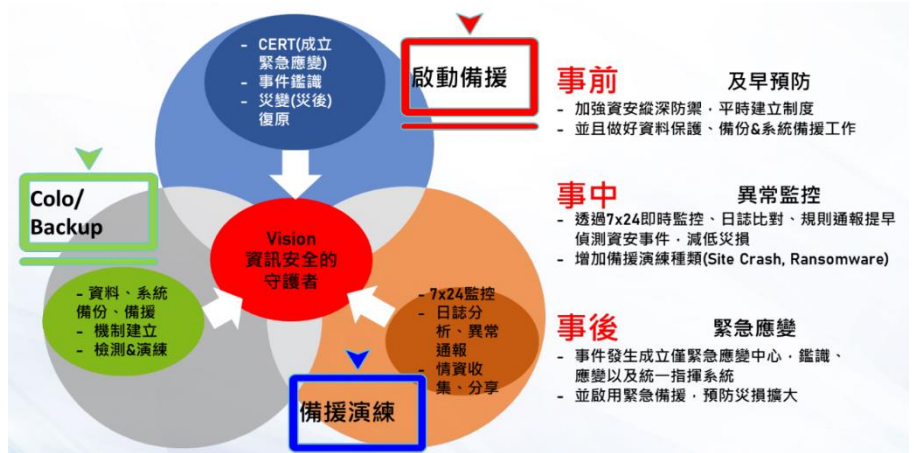 - CERT(成立
緊急應變)
- 事件鑑識
- 災變(災後)
復原
啟動備援
Colo/
Backup
Vision
資訊安全的
守護者
-資料、系統
備份、備援
- 機制建立
- 檢測&演練
-7x24監控
- 日誌分
析、異常
通報
- 情資收
集、分享
備援演練
事前 及早預防
- 加強資安縱深防禦，平時建立制度
- 並且做好資料保護、備份&系統備援工作
事中 異常監控
- 透過7x24即時監控、日誌比對、規則通報提早
偵測資安事件，減低災損
- 增加備援演練種類(Site Crash, Ransomware)
事後 緊急應變
- 事件發生成立僅緊急應變中心，鑑識、
應變以及統一指揮系統
- 並啟用緊急備援，預防災損擴大